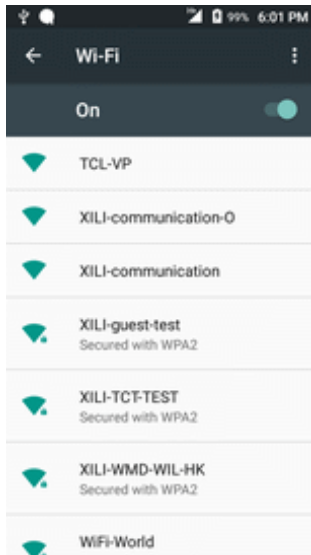 99% 6:01 PM
Wi-Fi
On
TCL-VP
XILI-communication-O
XILI-communication
XILI-guest-test
Secured with WPA2
XILI-TCT-TEST
Secured with WPA2
XILI-WMD-WIL-HK
Secured with WPA2
WiFi-World